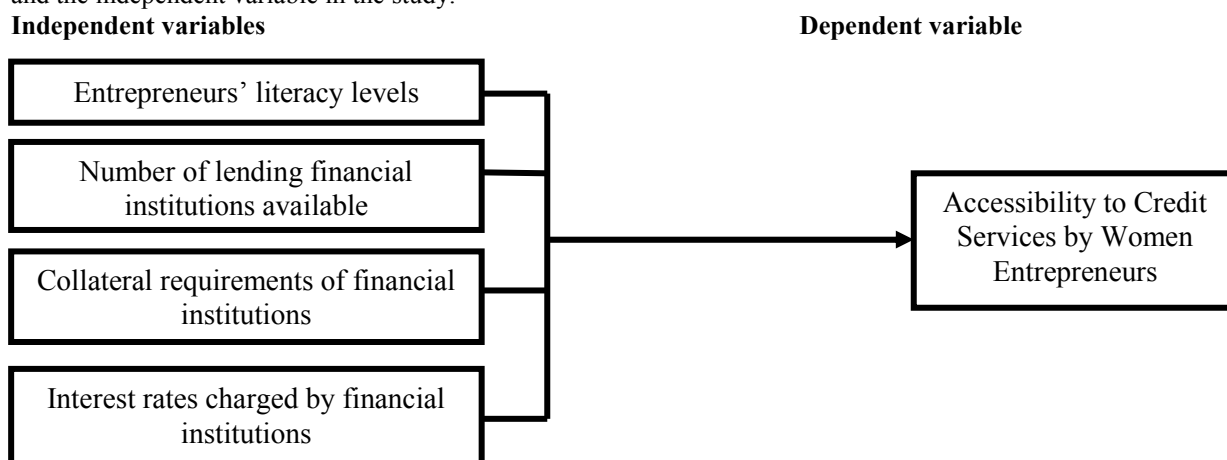 and the independent variable in the study.
Independent variables
Dependent variable
Entrepreneurs’ literacy levels
Number of lending financial
institutions available
Collateral requirements of financial
institutions
Interest rates charged by financial
institutions
Accessibility to Credit
Services by Women
Entrepreneurs